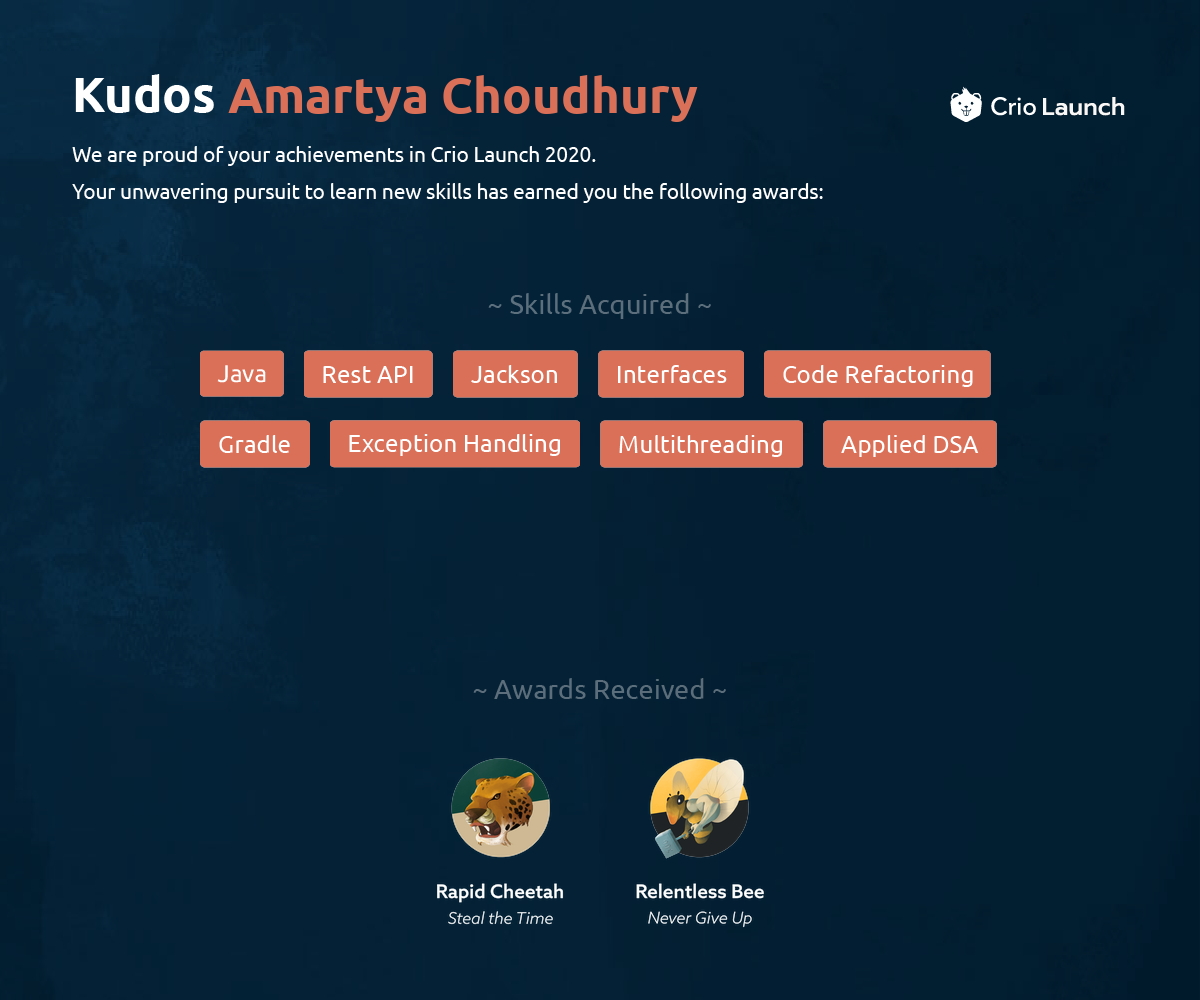 Kudos Amartya Choudhury
Crio Launch
We are proud of your achievements in Crio Launch 2020.
Your unwavering pursuit to learn new skills has earned you the following awards:
~ Skills Acquired ~
Java Rest API Jackson Interfaces Code Refactoring
Gradle Exception Handling Multithreading Applied DSA
~ Awards Received ~
Rapid Cheetah Relentless Bee
Steal the Time Never Give Up